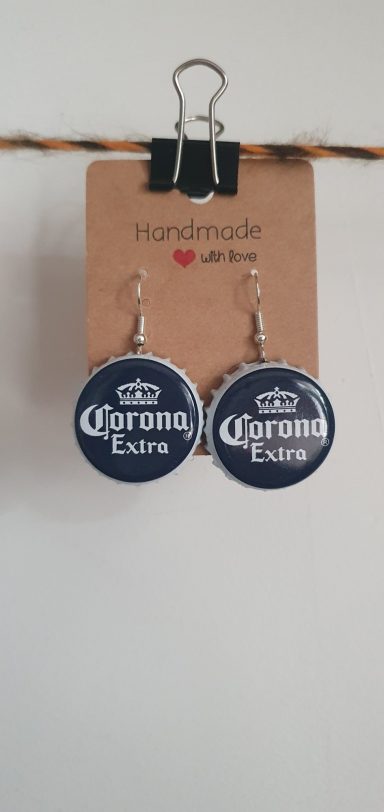 Handmade
with love
Corona
Extra
®
Corona
Extra
®